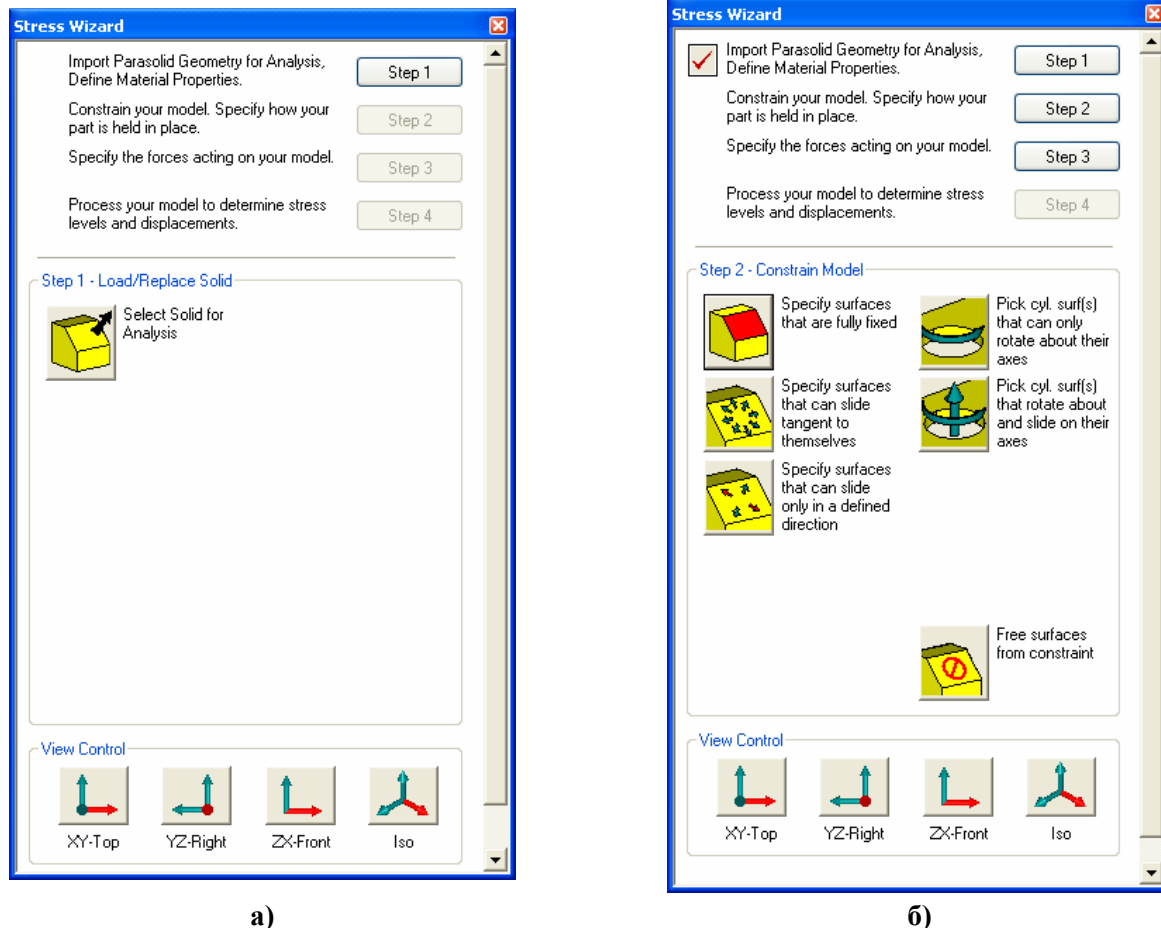 Stress Wizard
Import Parasolid Geometry for Analysis,
Define Material Properties.
Step 1
Constrain your model. Specify how your
part is held in place.
Step 2
Specify the forces acting on your model.
Step 3
Process your model to determine stress
levels and displacements.
Step 4
Step 1 - Load/Replace Solid
Select Solid for
Analysis
View Control
XY-Top
YZ-Right
ZX-Front
Iso
а)
Stress Wizard
Import Parasolid Geometry for Analysis,
Define Material Properties.
Step 1
Constrain your model. Specify how your
part is held in place.
Step 2
Specify the forces acting on your model.
Step 3
Process your model to determine stress
levels and displacements.
Step 4
Step 2 - Constrain Model
Specify surfaces
that are fully fixed
Pick cyl. surf(s)
that can only
rotate about their
axes
Specify surfaces
that can slide
tangent to
themselves
Pick cyl. surf(s)
that rotate about
and slide on their
axes
Specify surfaces
that can slide
only in a defined
direction
Free surfaces
from constraint
View Control
XY-Top
YZ-Right
ZX-Front
Iso
б)